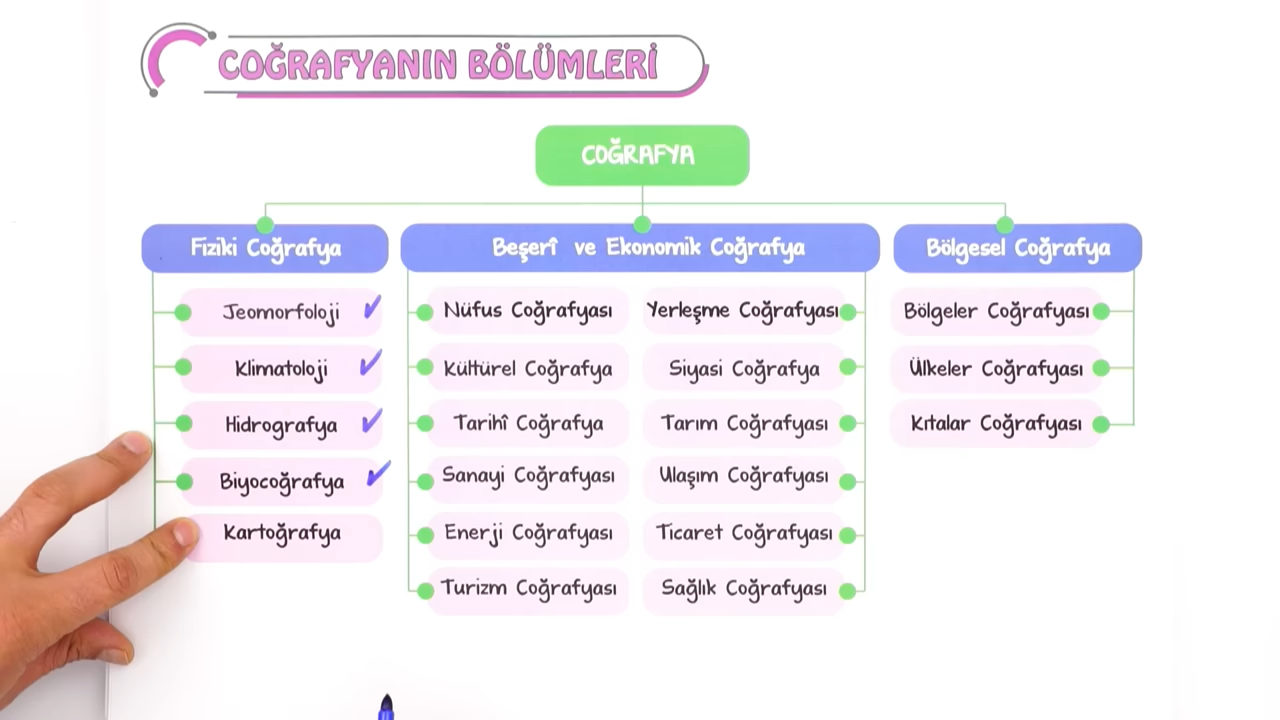 COĞRAFYANIN BÖLÜMLERİ
COĞRAFYA
Fiziki Coğrafya
Jeomorfoloji
Klimatoloji
Hidrografya
Biyocoğrafya
Kartoğrafya
Beşerî ve Ekonomik Coğrafya
Nüfus Coğrafyası
Kültürel Coğrafya
Tarihî Coğrafya
Sanayi Coğrafyası
Enerji Coğrafyası
Turizm Coğrafyası
Yerleşme Coğrafyası
Siyasi Coğrafya
Tarım Coğrafyası
Ulaşım Coğrafyası
Ticaret Coğrafyası
Sağlık Coğrafyası
Bölgesel Coğrafya
Bölgeler Coğrafyası
Ülkeler Coğrafyası
Kıtalar Coğrafyası